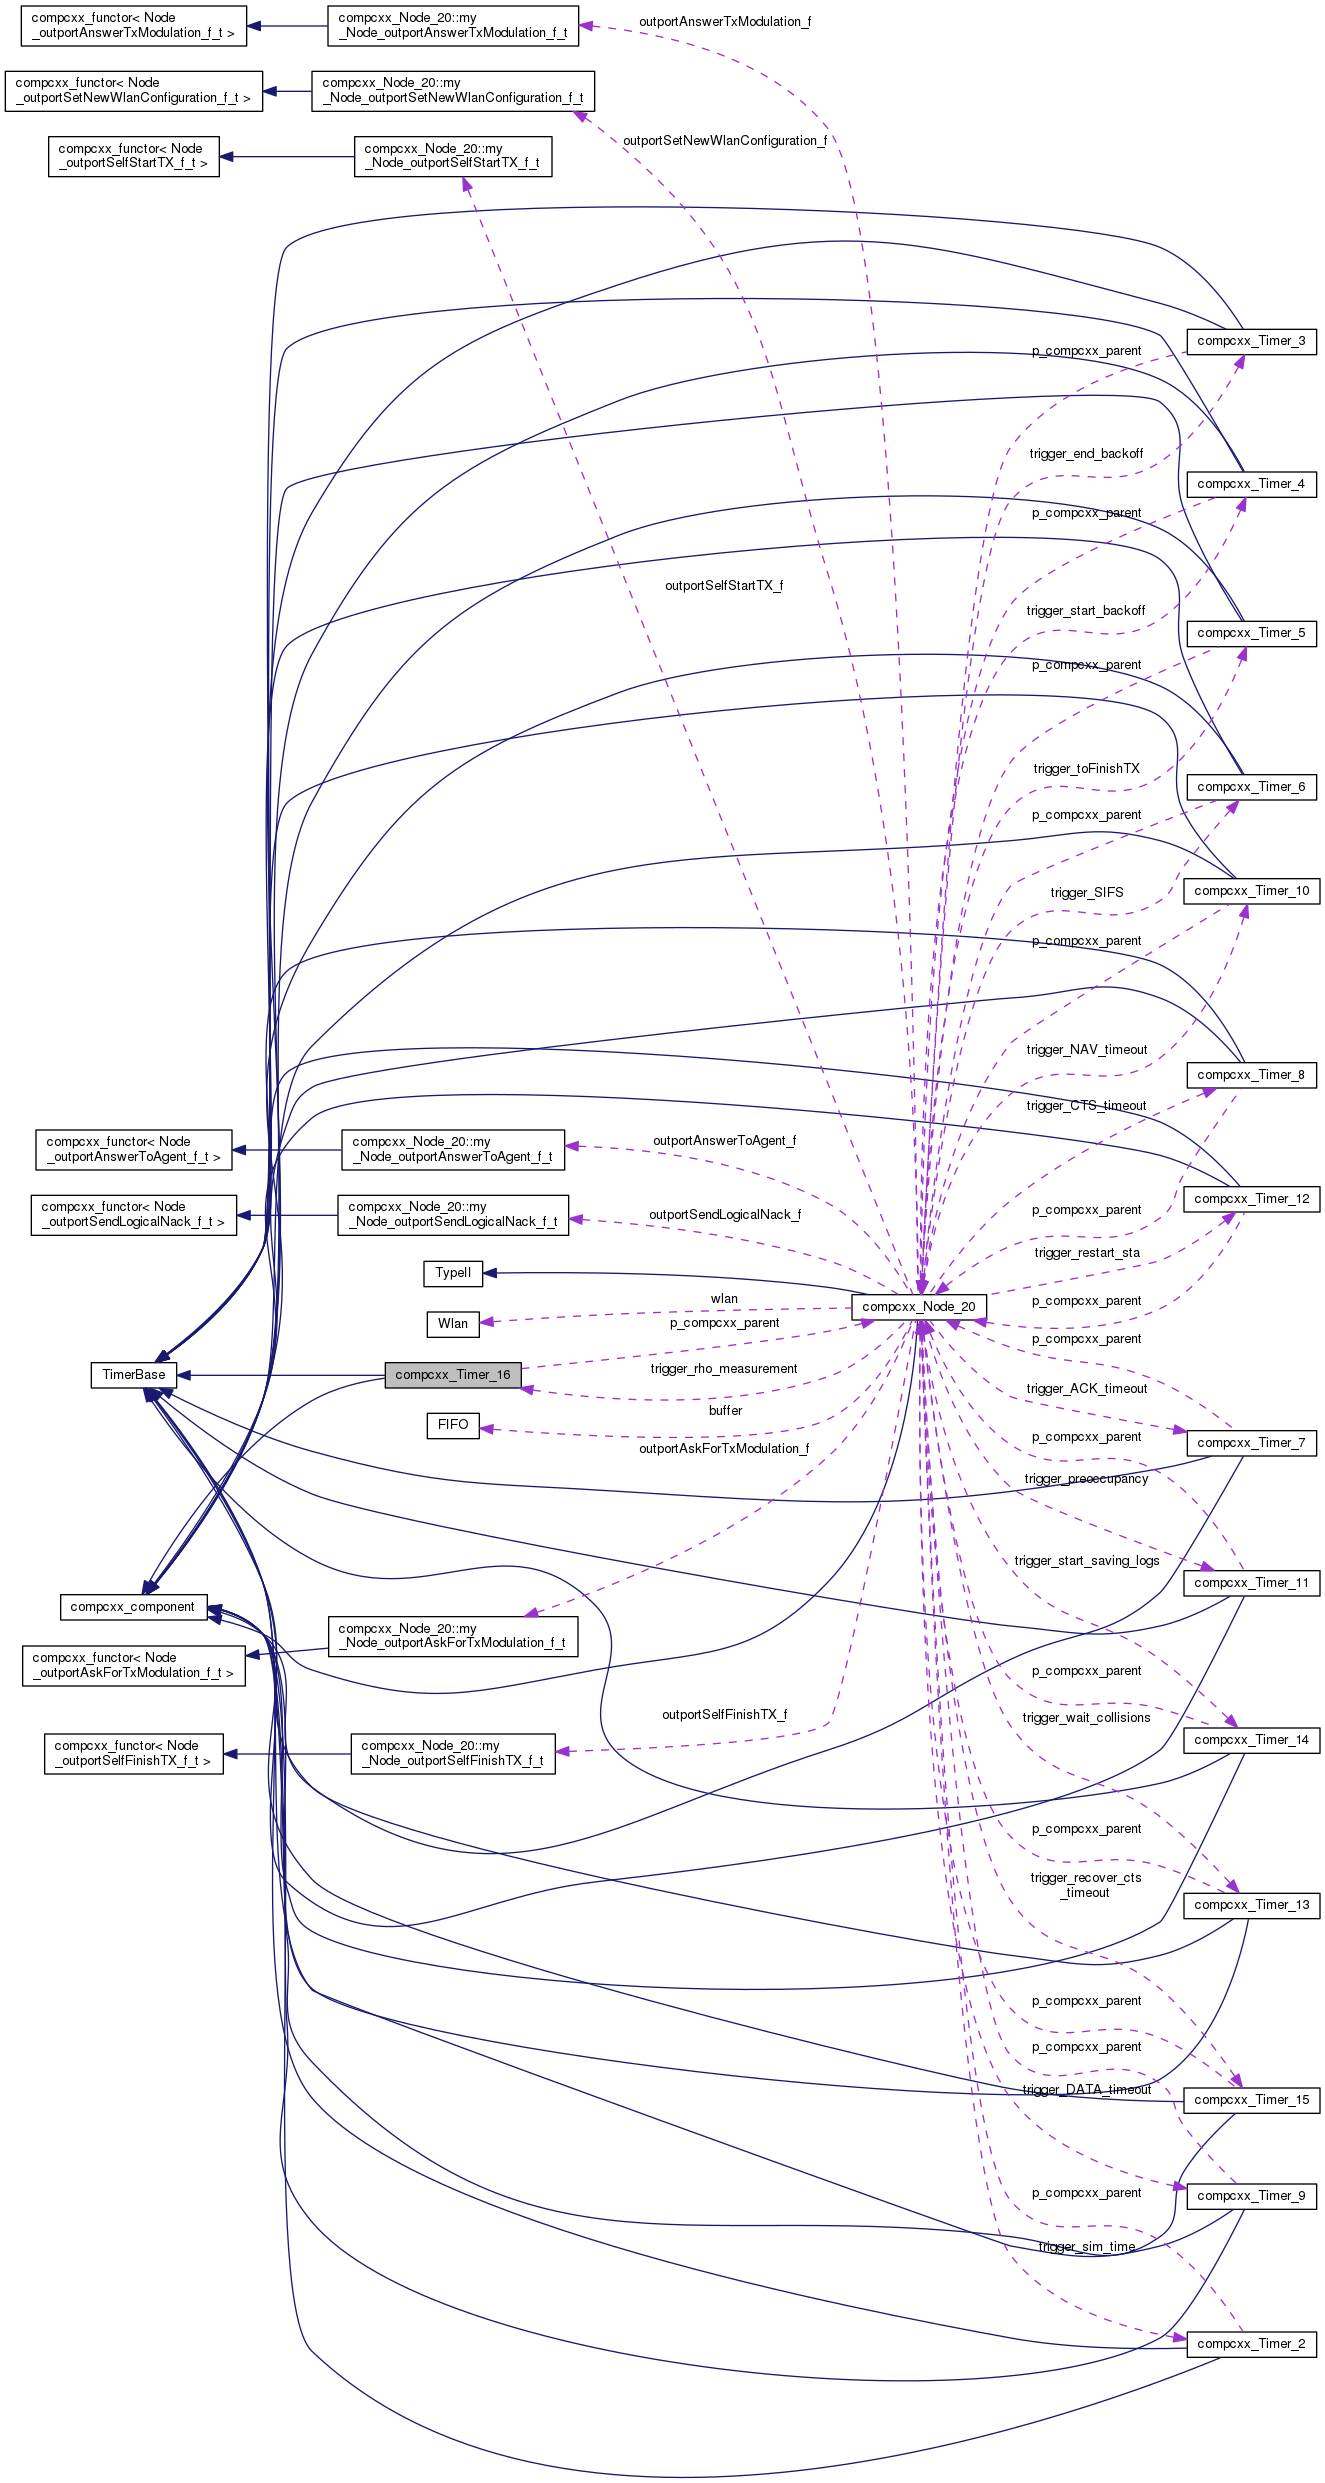 compcxx_functor< Node
_outportAnswerTxModulation_f_t >
compcxx_Node_20::my
_Node_outportAnswerTxModulation_f_t
outportAnswerTxModulation_f
compcxx_functor< Node
_outportSetNewWlanConfiguration_f_t >
compcxx_Node_20::my
_Node_outportSetNewWlanConfiguration_f_t
outportSetNewWlanConfiguration_f
compcxx_functor< Node
_outportSelfStartTX_f_t >
compcxx_Node_20::my
_Node_outportSelfStartTX_f_t
compcxx_Timer_3
p_compcxx_parent
trigger_end_backoff
compcxx_Timer_4
p_compcxx_parent
outportSelfStartTX_f
trigger_start_backoff
compcxx_Timer_5
p_compcxx_parent
trigger_toFinishTX
compcxx_Timer_6
p_compcxx_parent
trigger_SIFS
compcxx_Timer_10
p_compcxx_parent
trigger_NAV_timeout
compcxx_Timer_8
trigger_CTS_timeout
compcxx_functor< Node
_outportAnswerToAgent_f_t >
compcxx_Node_20::my
_Node_outportAnswerToAgent_f_t
outportAnswerToAgent_f
compcxx_Timer_12
compcxx_functor< Node
_outportSendLogicalNack_f_t >
compcxx_Node_20::my
_Node_outportSendLogicalNack_f_t
outportSendLogicalNack_f
p_compcxx_parent
trigger_restart_sta
TypeII
wlan
compcxx_Node_20
p_compcxx_parent
Wlan
p_compcxx_parent
p_compcxx_parent
TimerBase
compcxx_Timer_16
trigger_rho_measurement
trigger_ACK_timeout
buffer
FIFO
outportAskForTxModulation_f
p_compcxx_parent
compcxx_Timer_7
trigger_preoccupancy
trigger_start_saving_logs
compcxx_Timer_11
compcxx_component
compcxx_Node_20::my
_Node_outportAskForTxModulation_f_t
compcxx_functor< Node
_outportAskForTxModulation_f_t >
p_compcxx_parent
outportSelfFinishTX_f
trigger_wait_collisions
compcxx_Timer_14
compcxx_functor< Node
_outportSelfFinishTX_f_t >
compcxx_Node_20::my
_Node_outportSelfFinishTX_f_t
p_compcxx_parent
trigger_recover_cts
_timeout
compcxx_Timer_13
p_compcxx_parent
p_compcxx_parent
trigger_DATA_timeout
compcxx_Timer_15
p_compcxx_parent
compcxx_Timer_9
trigger_sim_time
compcxx_Timer_2